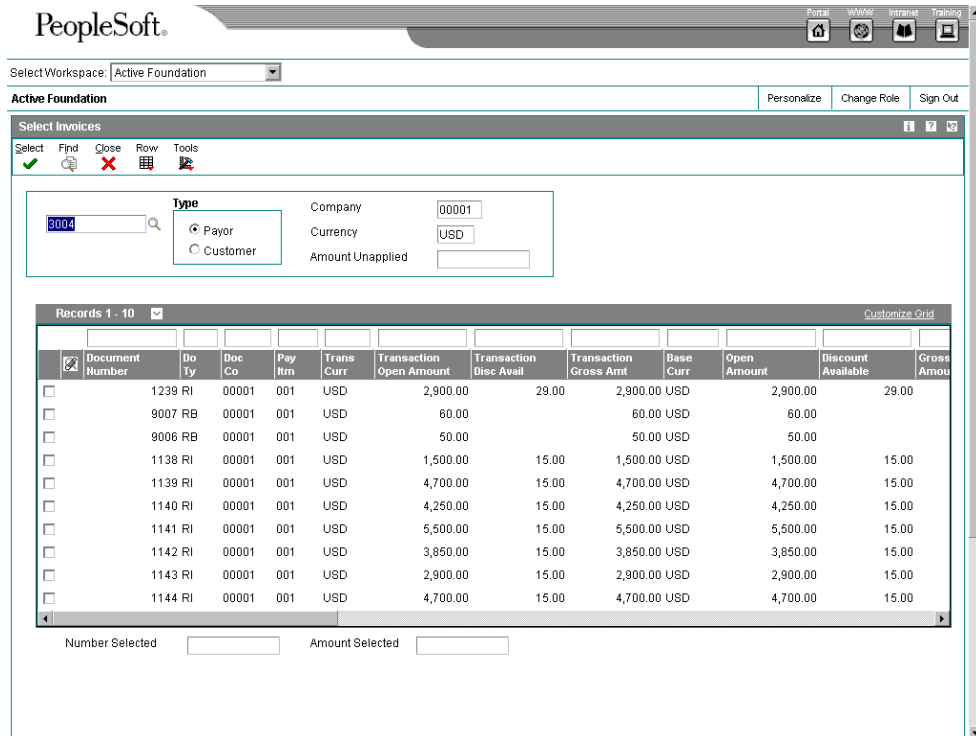 Portal WWW Intranet Training
PeopleSoft.
Select Workspace: Active Foundation
Active Foundation Personalize Change Role Sign Out
Select Invoices
Select Find Close Row Tools
3004
Type
Payor
Customer
Company 00001
Currency USD
Amount Unapplied
Records 1 - 10 Customize Grid
Document Number Do Ty Doc Co Pay Itm Trans Curr Transaction Open Amount Transaction Disc Avail Transaction Gross Amt Base Curr Open Amount Discount Available Gross Amou
1239 RI 00001 001 USD 2,900.00 29.00 2,900.00 USD 2,900.00 29.00
9007 RB 00001 001 USD 60.00 60.00 USD 60.00
9006 RB 00001 001 USD 50.00 50.00 USD 50.00
1138 RI 00001 001 USD 1,500.00 15.00 1,500.00 USD 1,500.00 15.00
1139 RI 00001 001 USD 4,700.00 15.00 4,700.00 USD 4,700.00 15.00
1140 RI 00001 001 USD 4,250.00 15.00 4,250.00 USD 4,250.00 15.00
1141 RI 00001 001 USD 5,500.00 15.00 5,500.00 USD 5,500.00 15.00
1142 RI 00001 001 USD 3,850.00 15.00 3,850.00 USD 3,850.00 15.00
1143 RI 00001 001 USD 2,900.00 15.00 2,900.00 USD 2,900.00 15.00
1144 RI 00001 001 USD 4,700.00 15.00 4,700.00 USD 4,700.00 15.00
Number Selected Amount Selected